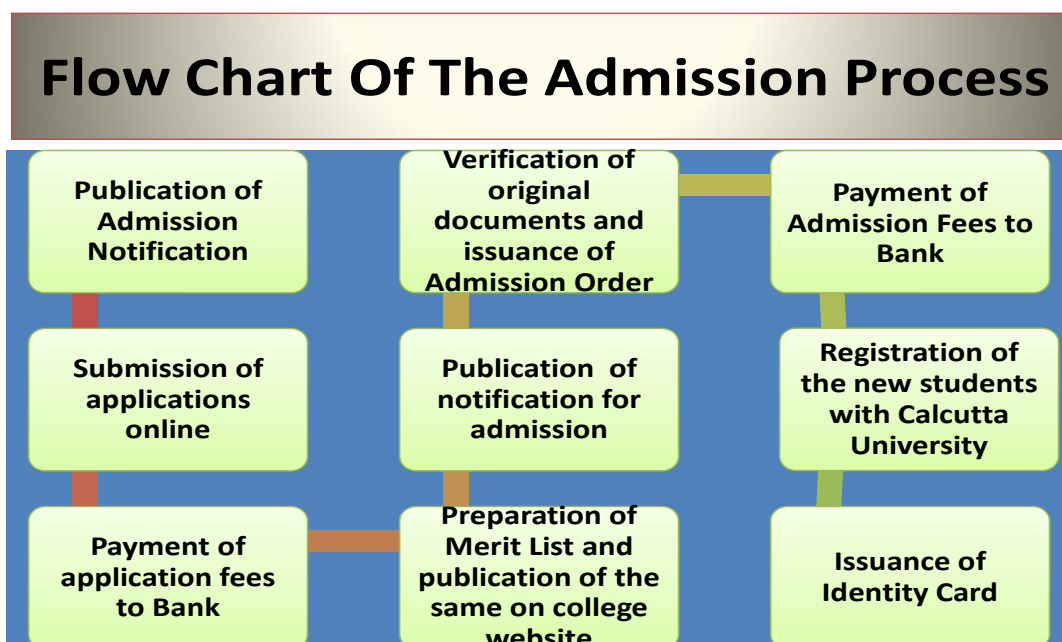 Flow Chart Of The Admission Process
Publication of
Admission
Notification
Submission of
applications
online
Payment of
application fees
to Bank
Preparation of
Merit List and
publication of the
same on college
website
Publication of
notification for
admission
Verification of
original
documents and
issuance of
Admission Order
Payment of
Admission Fees to
Bank
Registration of
the new students
with Calcutta
University
Issuance of
Identity Card